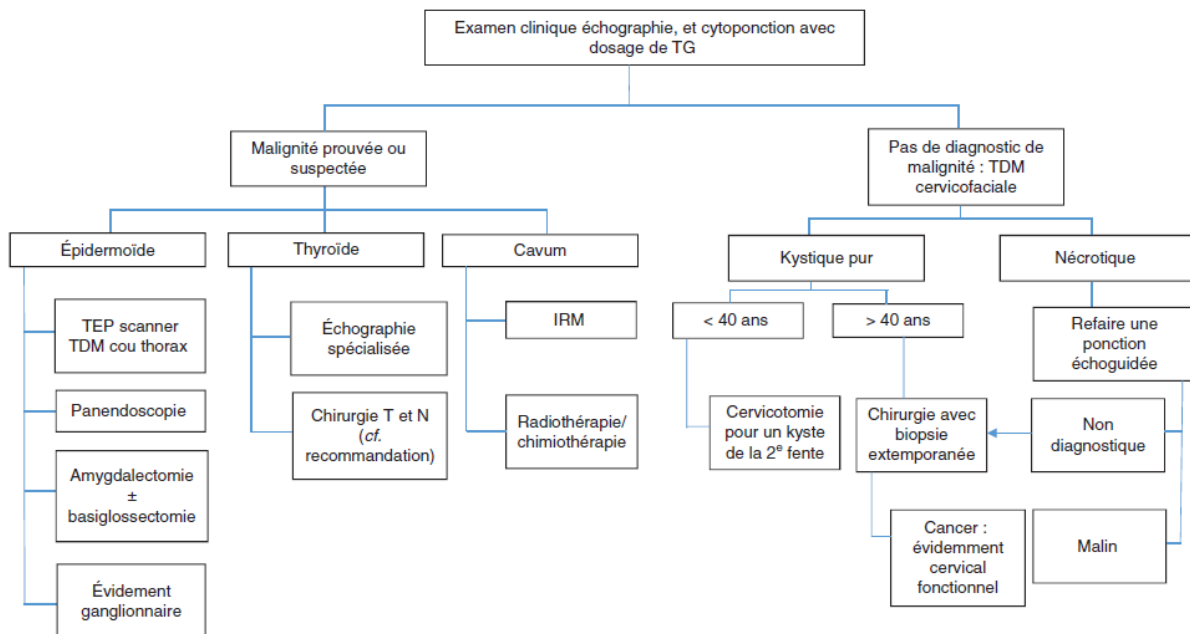 Examen clinique échographie, et cytoponction avec
dosage de TG
Malignité prouvée ou
suspectée
Pas de diagnostic de
malignité : TDM
cervicofaciale
Épidermoïde
Thyroïde
Cavum
Kystique pur
Nécrotique
TEP scanner
TDM cou thorax
Échographie
spécialisée
IRM
< 40 ans
> 40 ans
Refaire une
ponction
échoguidée
Panendoscopie
Chirurgie T et N
(cf.
recommandation)
Radiothérapie/
chimiothérapie
Cervicotomie
pour un kyste
de la 2e fente
Chirurgie avec
biopsie
extemporanée
Non
diagnostique
Amygdalectomie
±
basiglossectomie
Cancer :
évidemment
cervical
fonctionnel
Malin
Évidement
ganglionnaire